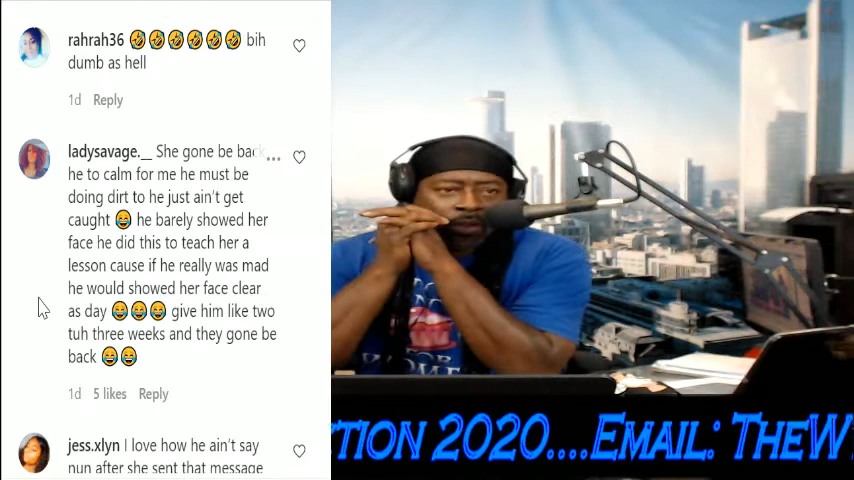 rahrah36 🤣🤣🤣🤣🤣🤣 bih
dumb as hell
1d Reply
ladysavage.__ She gone be back
he to calm for me he must be
doing dirt to he just ain't get
caught 😂 he barely showed her
face he did this to teach her a
lesson cause if he really was mad
he would showed her face clear
as day 😂😂😂 give him like two
tuh three weeks and they gone be
back 😂😂
1d 5 likes Reply
jess.xlyn I love how he ain't say
nun after she sent that message
FOR
TION 2020....EMAIL: THEW